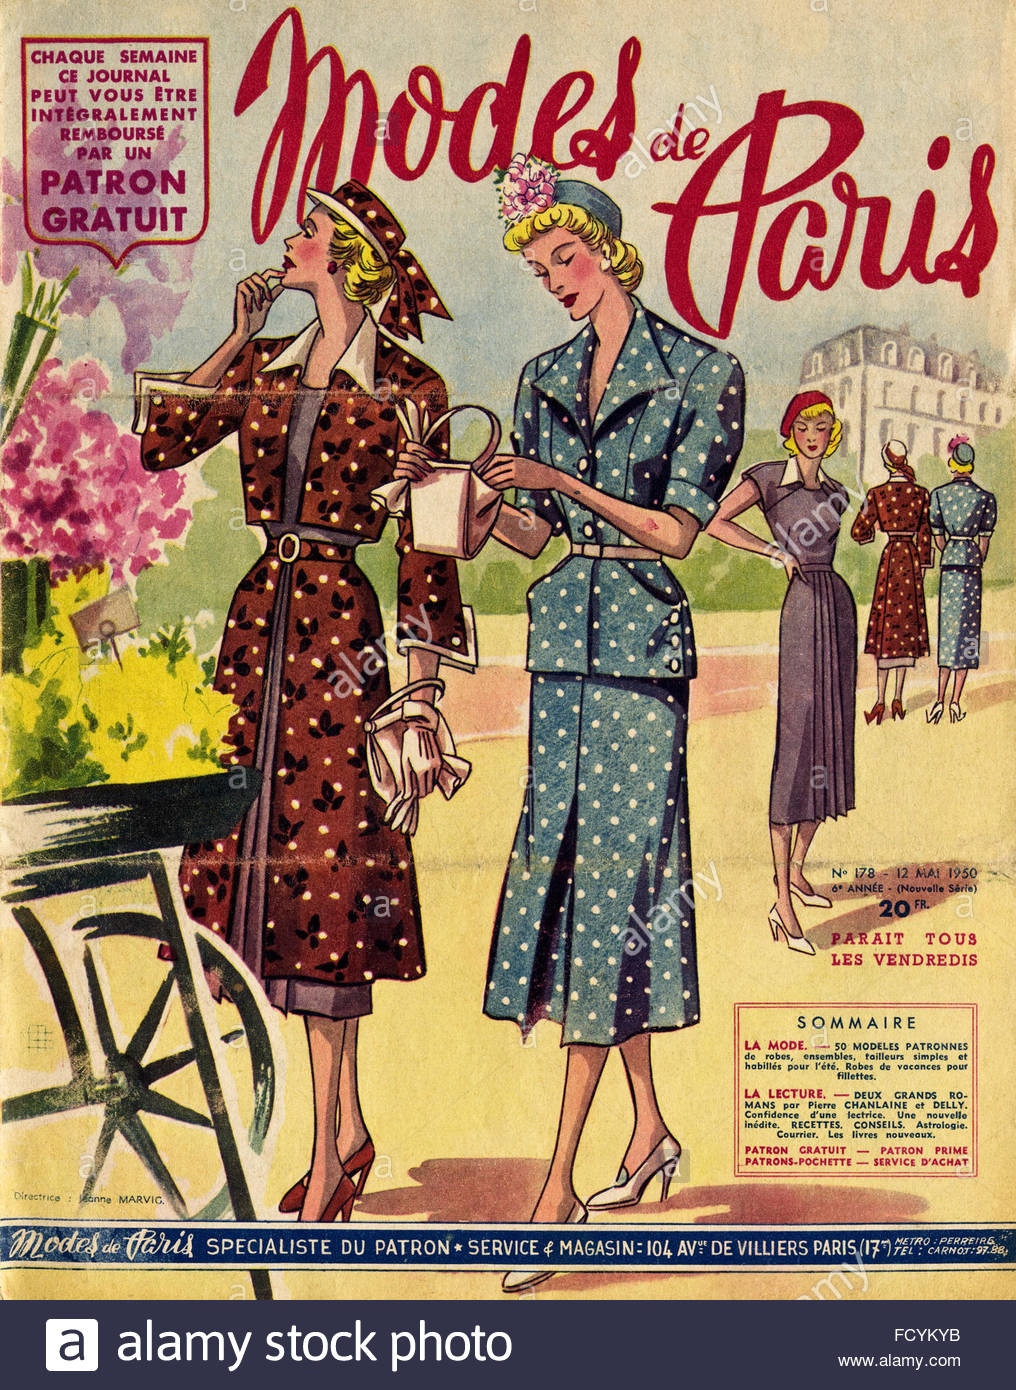 CHAQUE SEMAINE
CE JOURNAL
PEUT VOUS ÊTRE
INTÉGRALEMENT
REMBOURSÉ
PAR UN
PATRON
GRATUIT
Modes de Paris
Nº 178 - 12 MAI 1950
6e ANNÉE - (Nouvelle Série)
20 FR.
PARAIT TOUS
LES VENDREDIS
SOMMAIRE
LA MODE. — 50 MODELES PATRONNES
de robes, ensembles, tailleurs simples et
habillés pour l'été. Robes de vacances pour
fillettes.
LA LECTURE. — DEUX GRANDS RO-
MANS par Pierre CHANLAINE et DELLY.
Confidence d'une lectrice. Une nouvelle
inédite. RECETTES. CONSEILS. Astrologie.
Courrier. Les livres nouveaux.
PATRON GRATUIT — PATRON PRIME
PATRONS-POCHETTE — SERVICE D'ACHAT
Directrice : Jeanne MARVIG.
Modes de Paris SPECIALISTE DU PATRON ★ SERVICE & MAGASIN = 104 AVUE DE VILLIERS PARIS (17e) METRO : PEREIRE
TEL : CARNOT : 97.88
a alamy stock photo
FCYKYB
www.alamy.com